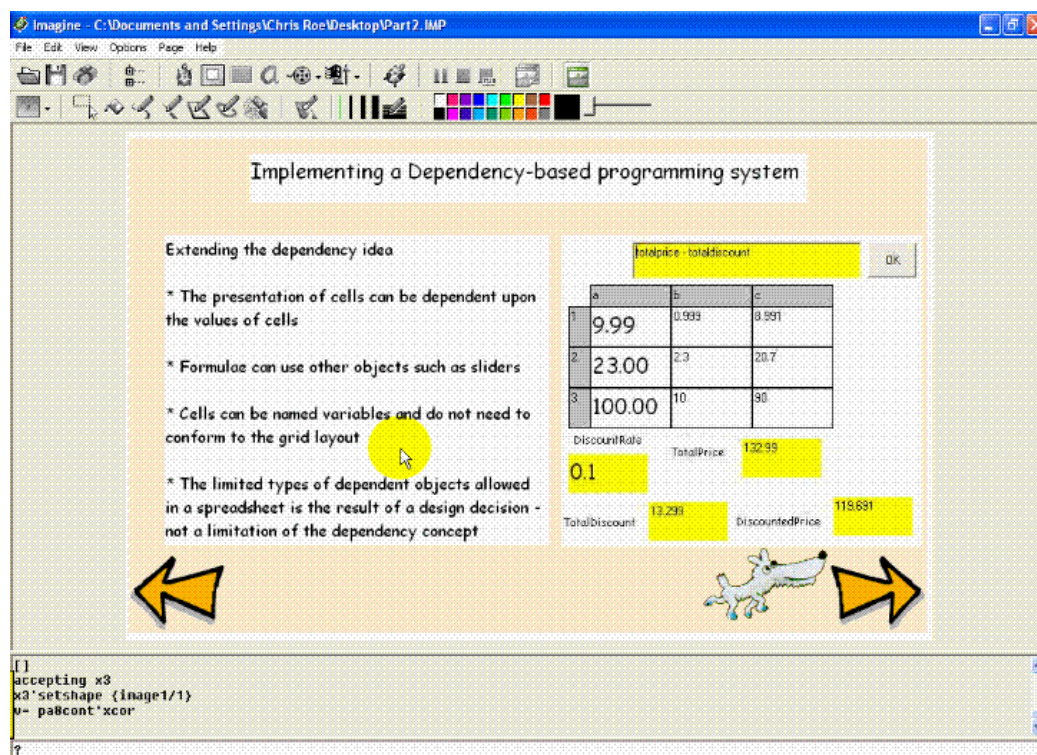 Imagine - C:\Documents and Settings\Chris Roe\Desktop\Part2.IMP
File Edit View Options Page Help
Implementing a Dependency-based programming system
Extending the dependency idea
* The presentation of cells can be dependent upon
the values of cells
* Formulae can use other objects such as sliders
* Cells can be named variables and do not need to
conform to the grid layout
* The limited types of dependent objects allowed
in a spreadsheet is the result of a design decision -
not a limitation of the dependency concept
totalprice - totaldiscount
OK
a b c
1 9.99 0.999 8.991
2 23.00 2.3 20.7
3 100.00 10 90
DiscountRate
0.1
TotalPrice 132.99
TotalDiscount 13.299
DiscountedPrice 119.691
[]
accepting x3
x3'setshape {image1/1}
v- pa8cont'xcor
?